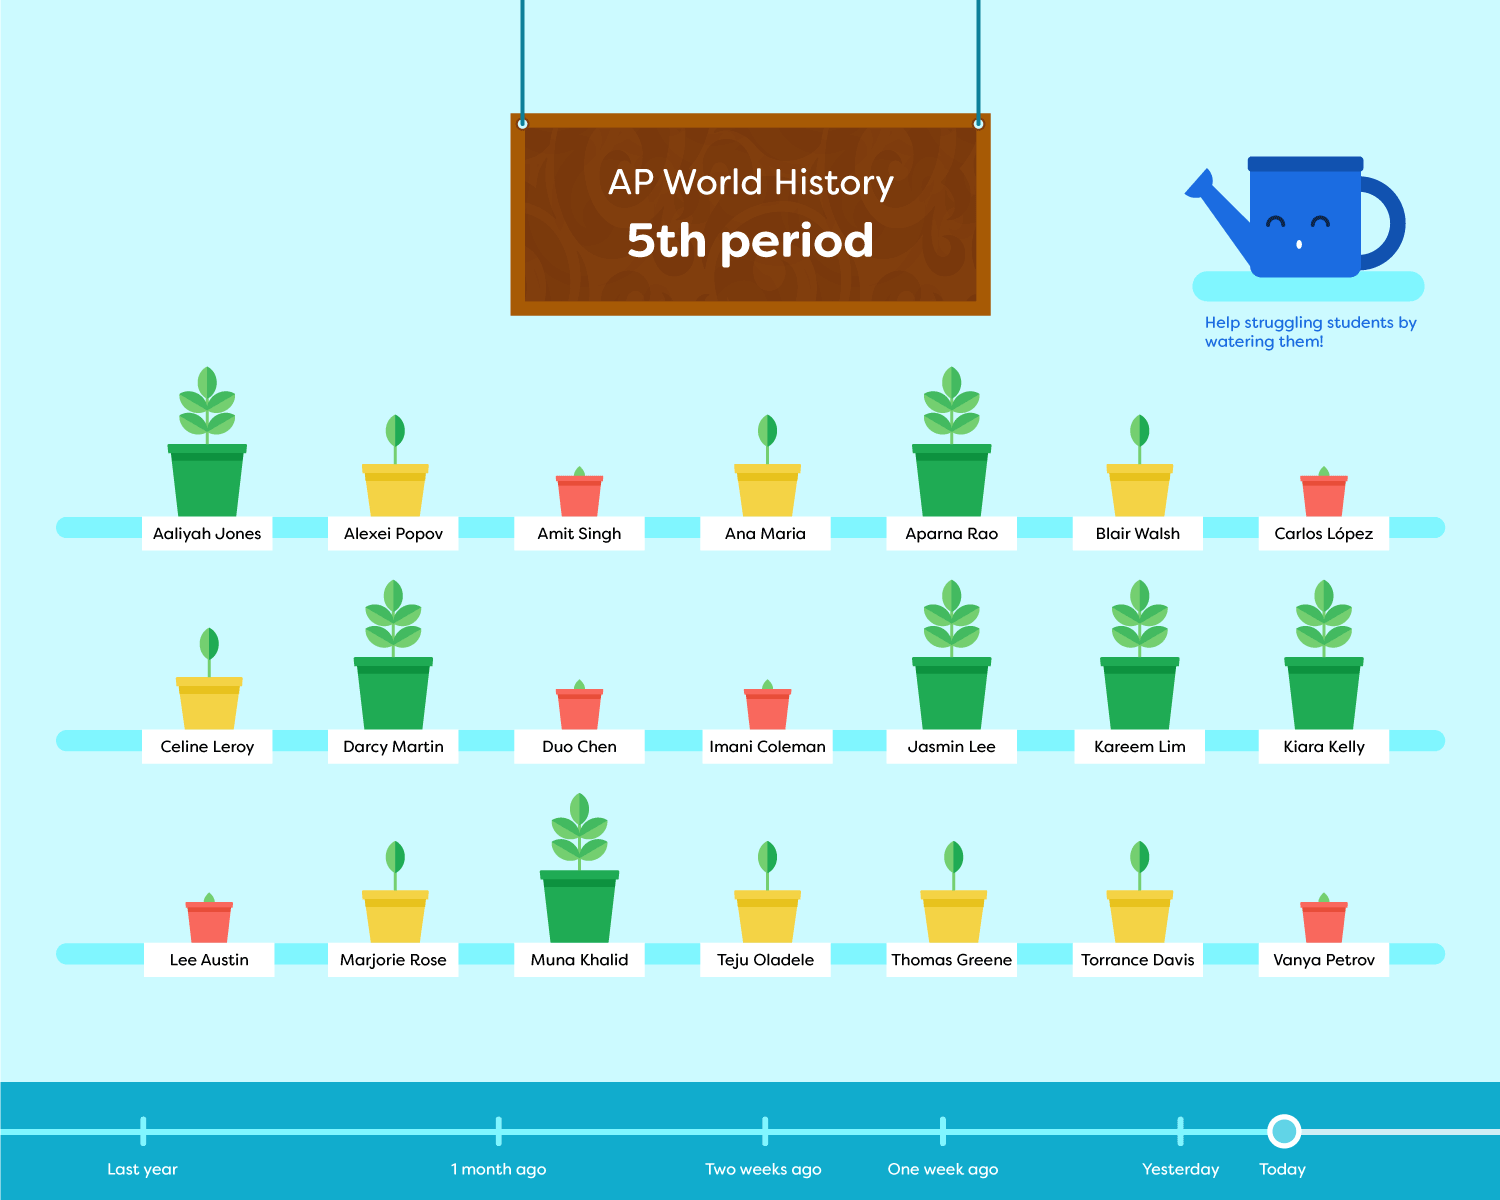 AP World History
5th period
Help struggling students by
watering them!
Aaliyah Jones
Alexei Popov
Amit Singh
Ana Maria
Aparna Rao
Blair Walsh
Carlos López
Celine Leroy
Darcy Martin
Duo Chen
Imani Coleman
Jasmin Lee
Kareem Lim
Kiara Kelly
Lee Austin
Marjorie Rose
Muna Khalid
Teju Oladele
Thomas Greene
Torrance Davis
Vanya Petrov
Last year
1 month ago
Two weeks ago
One week ago
Yesterday
Today